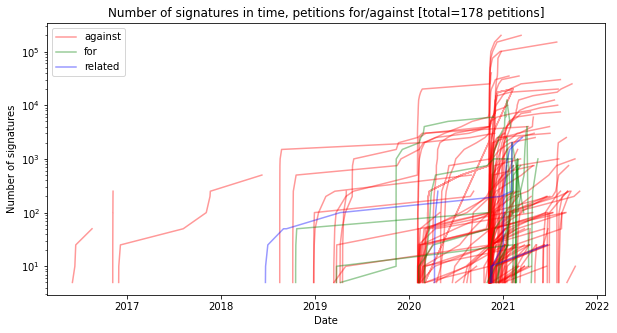 Number of signatures in time, petitions for/against [total=178 petitions]
against
for
related
Number of signatures
10⁵
10⁴
10³
10²
10¹
2017 2018 2019 2020 2021 2022
Date